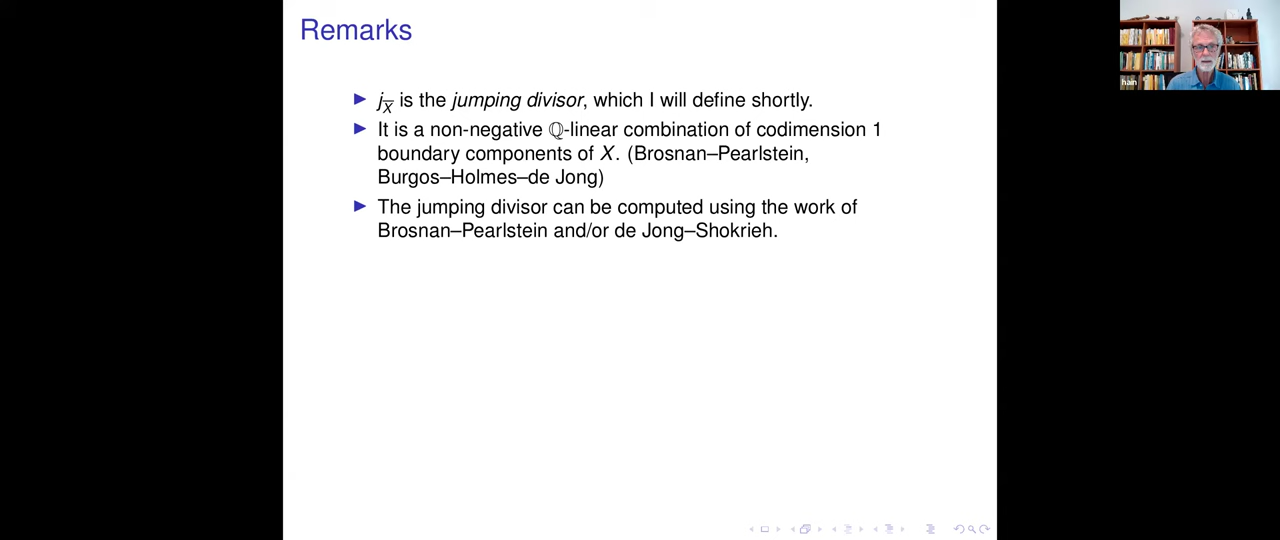 Remarks
hain
▶ j_X̅ is the jumping divisor, which I will define shortly.
▶ It is a non-negative ℚ-linear combination of codimension 1
boundary components of X. (Brosnan–Pearlstein,
Burgos–Holmes–de Jong)
▶ The jumping divisor can be computed using the work of
Brosnan–Pearlstein and/or de Jong–Shokrieh.